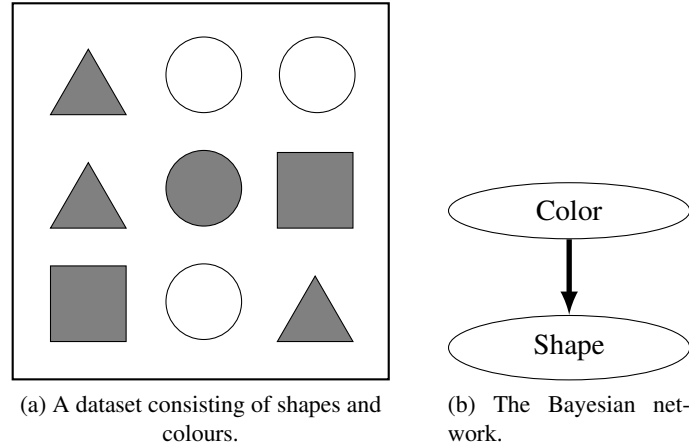 Color
Shape
(a) A dataset consisting of shapes and
colours.
(b) The Bayesian net-
work.